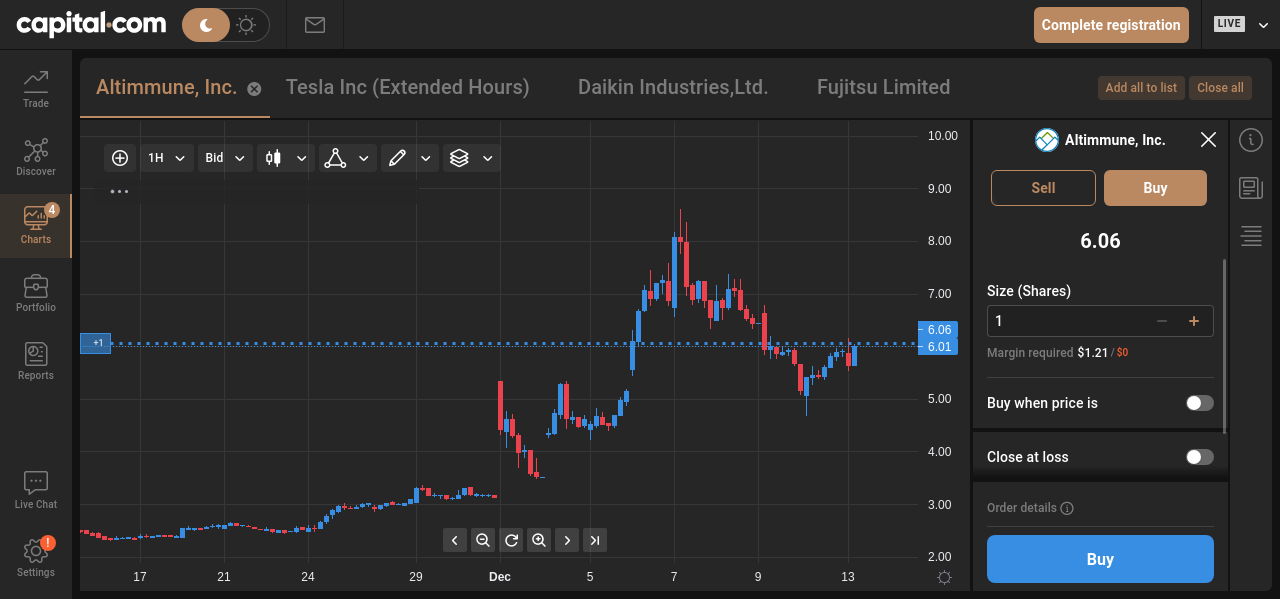 capital.com
Complete registration
LIVE
Trade
Discover
4
Charts
Portfolio
Reports
Live Chat
!
Settings
Altimmune, Inc.
Tesla Inc (Extended Hours)
Daikin Industries,Ltd.
Fujitsu Limited
Add all to list
Close all
1H
Bid
10.00
9.00
8.00
7.00
6.06
6.01
5.00
4.00
3.00
2.00
+1
17
21
24
29
Dec
5
7
9
13
Altimmune, Inc.
Sell
Buy
6.06
Size (Shares)
1
Margin required $1.21 / $0
Buy when price is
Close at loss
Order details
Buy